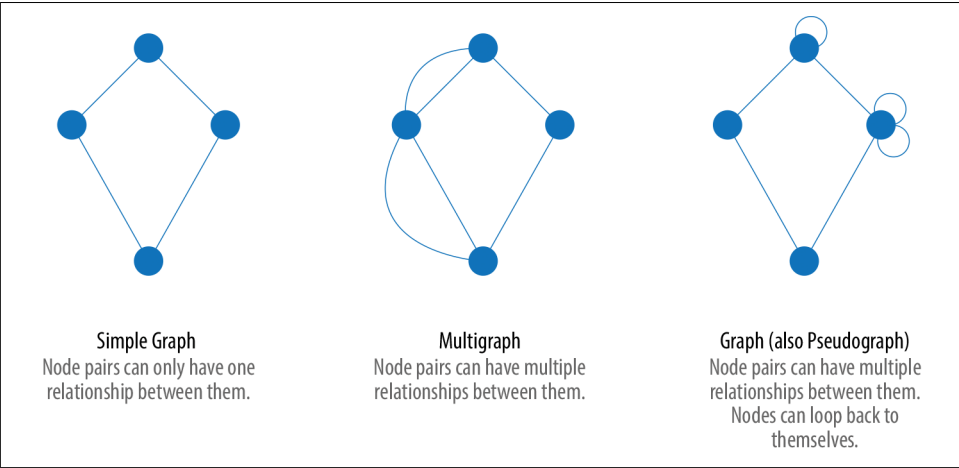 Simple Graph
Node pairs can only have one
relationship between them.
Multigraph
Node pairs can have multiple
relationships between them.
Graph (also Pseudograph)
Node pairs can have multiple
relationships between them.
Nodes can loop back to
themselves.